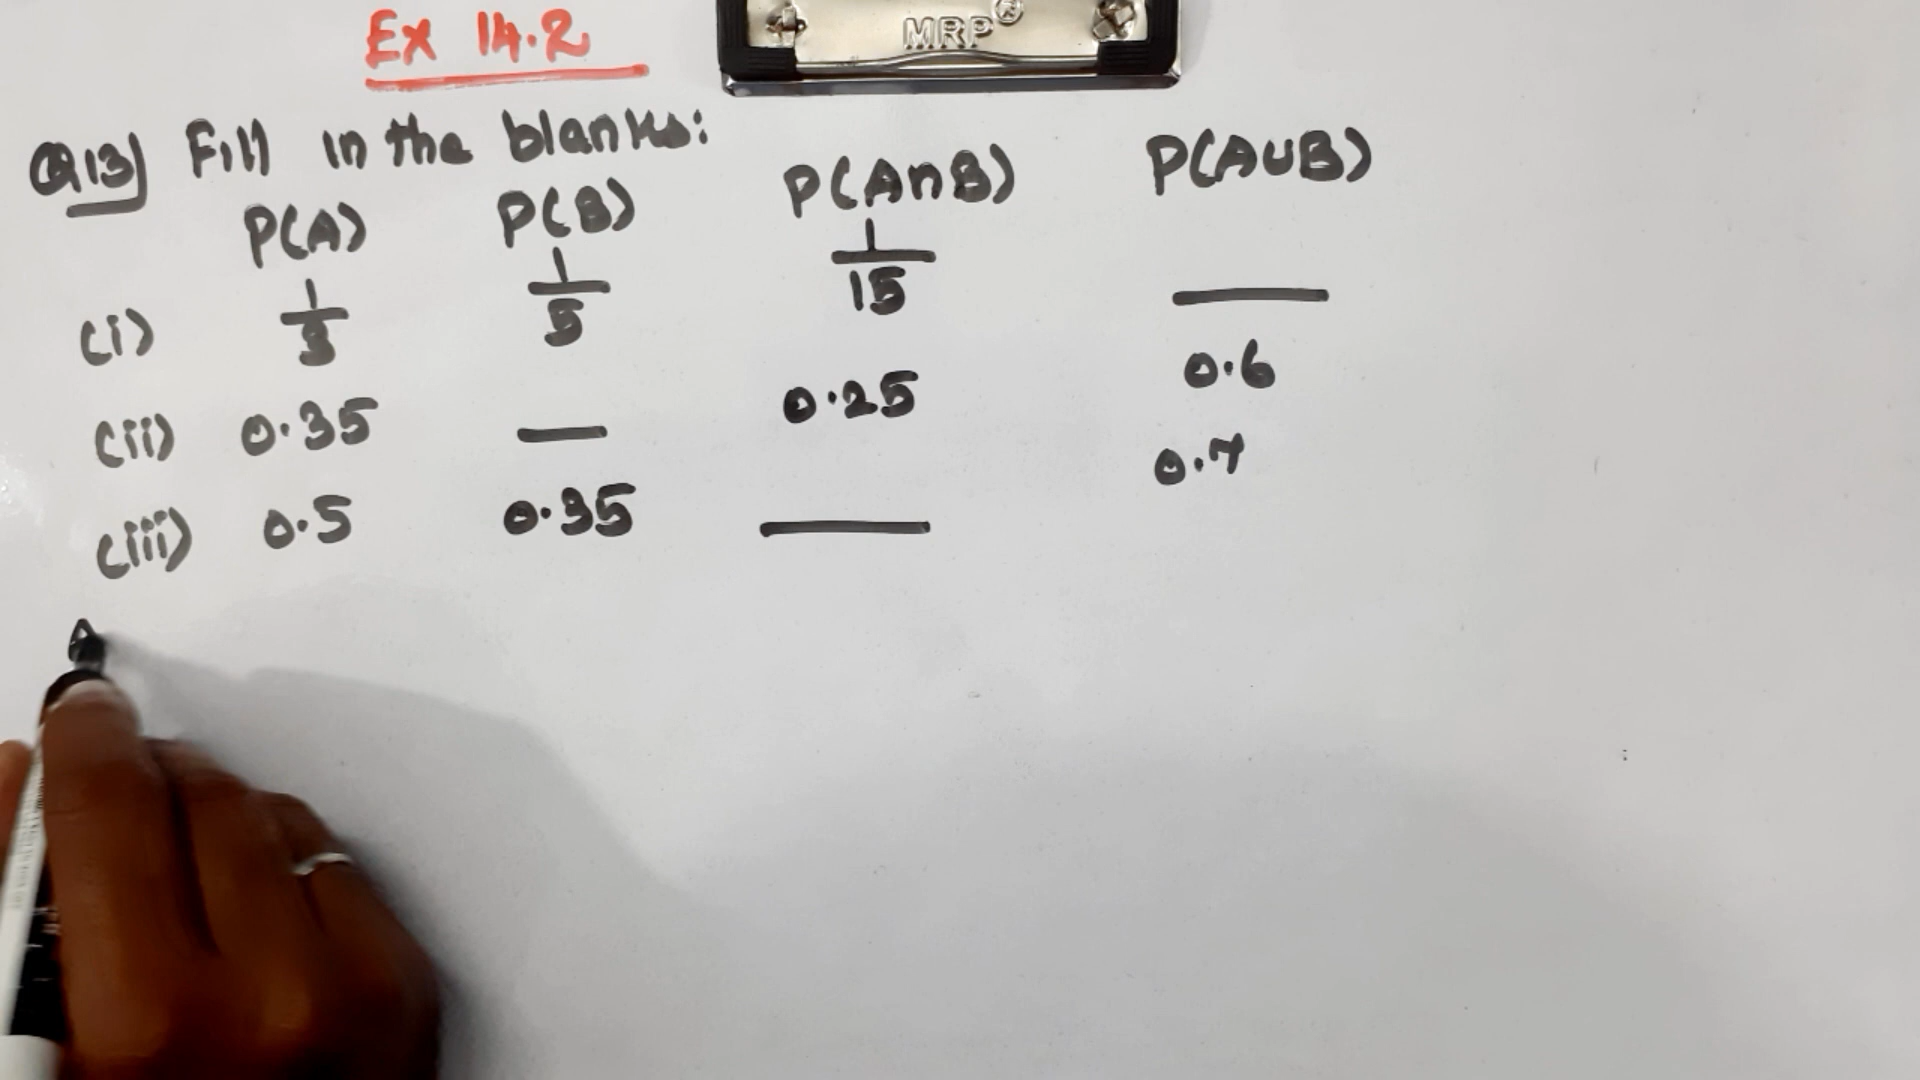 MRP®
Ex 14.2
Q13) Fill in the blanks:
P(A) P(B) P(A∩B) P(A∪B)
(i) 1/3 1/5 1/15 ___
(ii) 0.35 ___ 0.25 0.6
(iii) 0.5 0.35 ___ 0.7